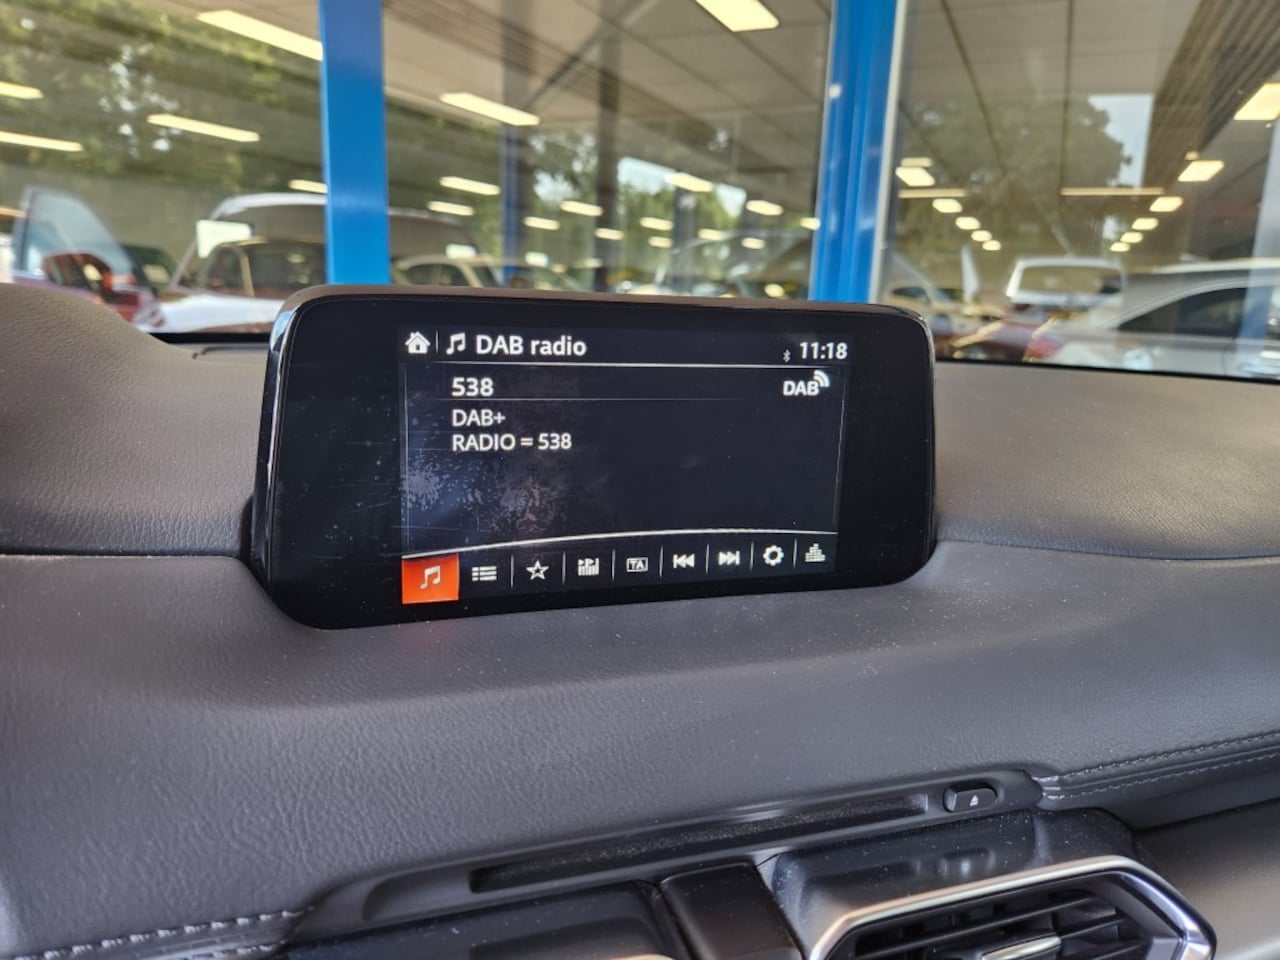 DAB radio 11:18
538 DAB
DAB+
RADIO = 538
TA